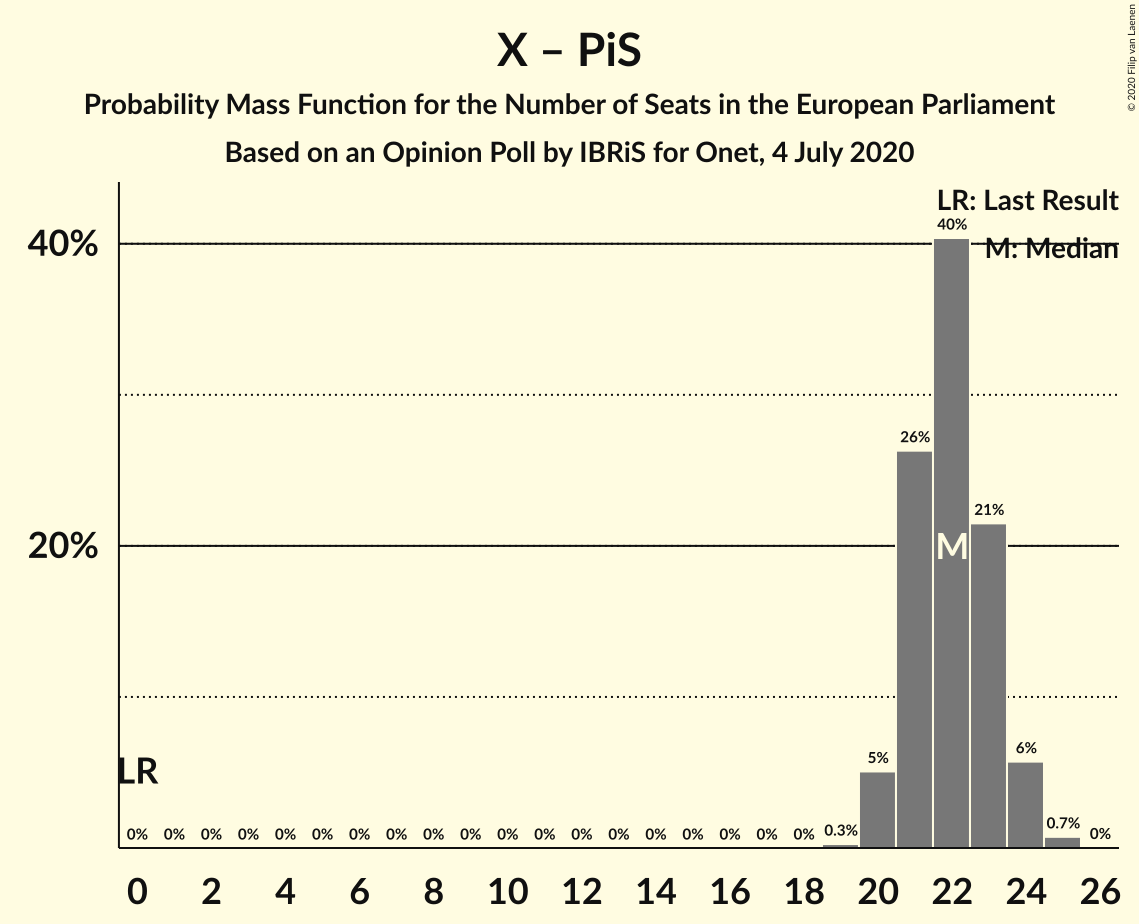 X – PiS
Probability Mass Function for the Number of Seats in the European Parliament
Based on an Opinion Poll by IBRiS for Onet, 4 July 2020
© 2020 Filip van Laenen
LR: Last Result
M: Median
40%
20%
40%
26%
21%
M
6%
5%
LR
0% 0% 0% 0% 0% 0% 0% 0% 0% 0% 0% 0% 0% 0% 0% 0% 0% 0% 0% 0.3% 0.7% 0%
0 2 4 6 8 10 12 14 16 18 20 22 24 26